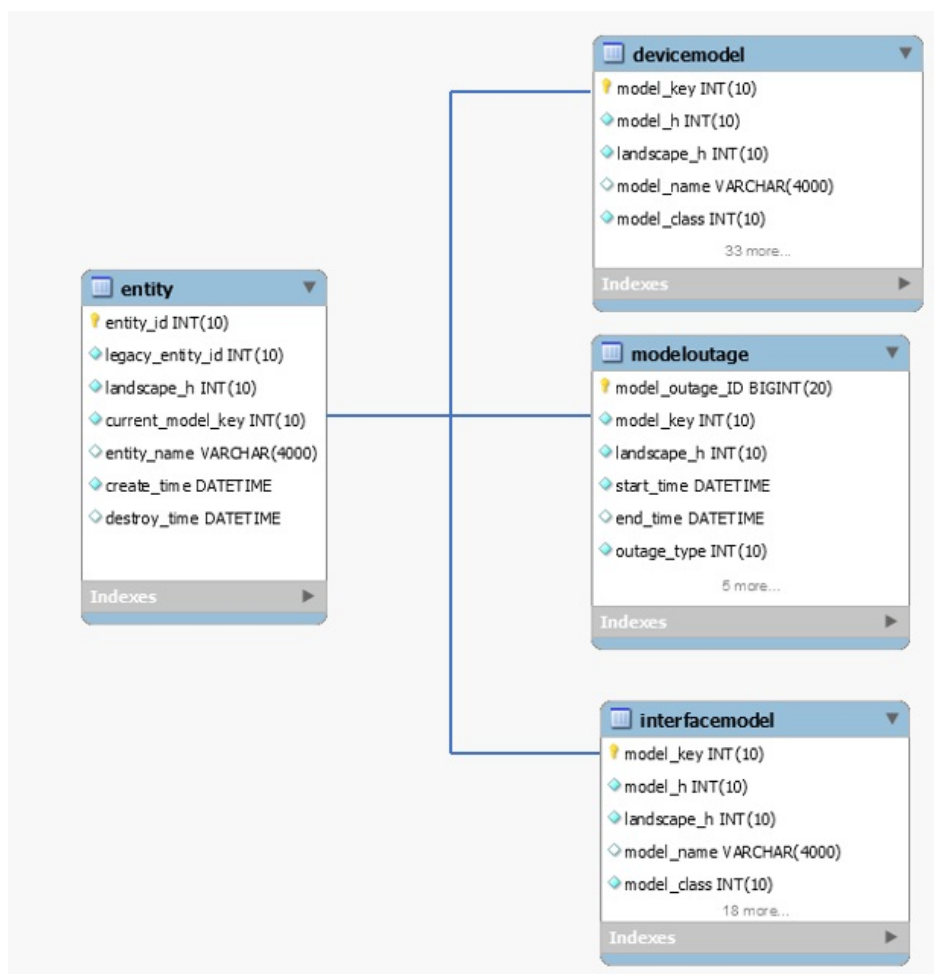 devicemodel
model_key INT(10)
model_h INT(10)
landscape_h INT(10)
model_name VARCHAR(4000)
model_class INT(10)
33 more...
Indexes
entity
entity_id INT(10)
legacy_entity_id INT(10)
landscape_h INT(10)
current_model_key INT(10)
entity_name VARCHAR(4000)
create_time DATETIME
destroy_time DATETIME
Indexes
modeloutage
model_outage_ID BIGINT(20)
model_key INT(10)
landscape_h INT(10)
start_time DATETIME
end_time DATETIME
outage_type INT(10)
5 more...
Indexes
interfacemodel
model_key INT(10)
model_h INT(10)
landscape_h INT(10)
model_name VARCHAR(4000)
model_class INT(10)
18 more...
Indexes